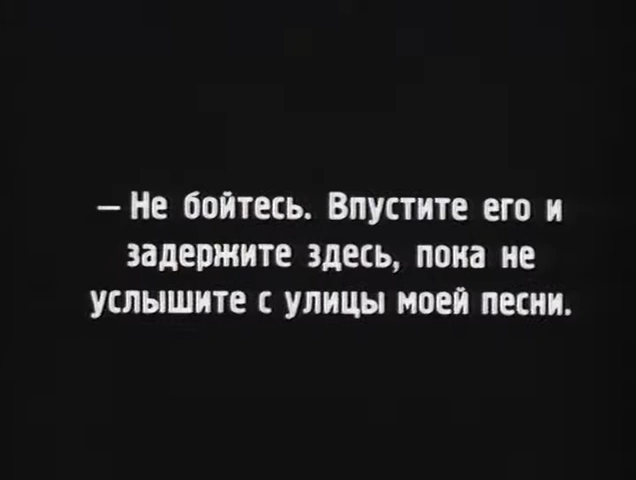 – Не бойтесь. Впустите его и
задержите здесь, пока не
услышите с улицы моей песни.